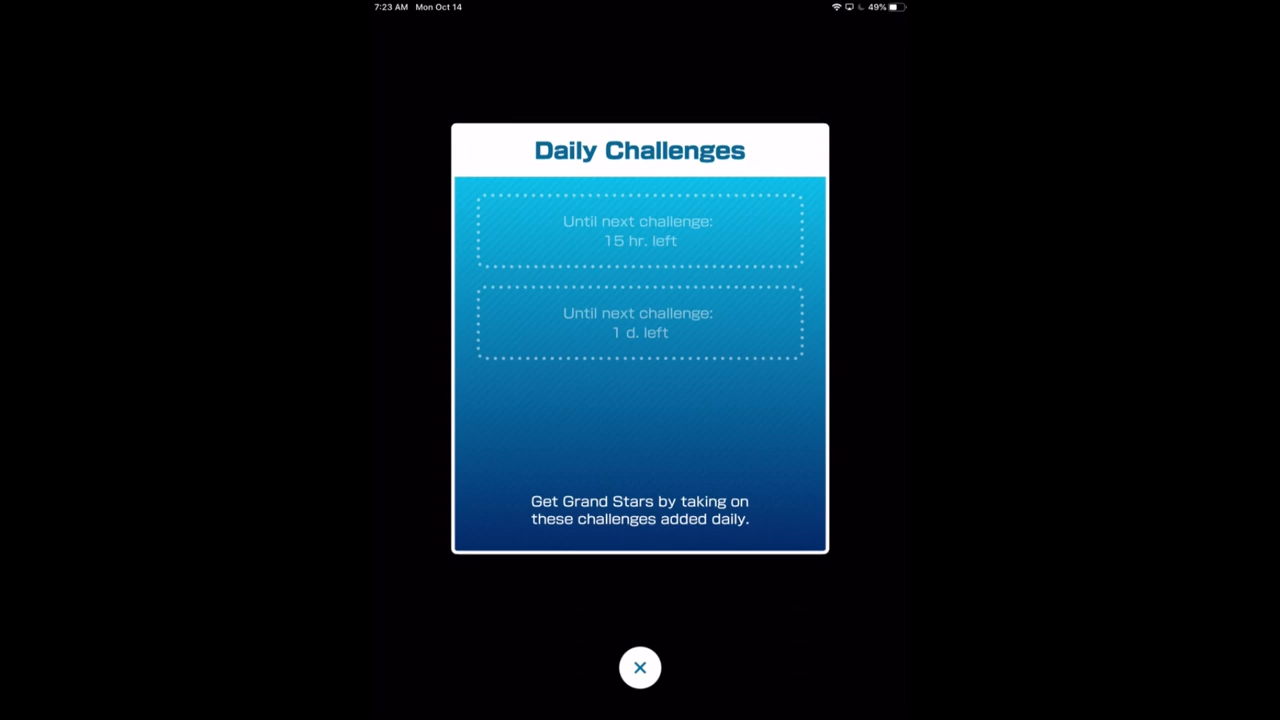 7:23 AM Mon Oct 14
49%
Daily Challenges
Until next challenge:
15 hr. left
Until next challenge:
1 d. left
Get Grand Stars by taking on
these challenges added daily.